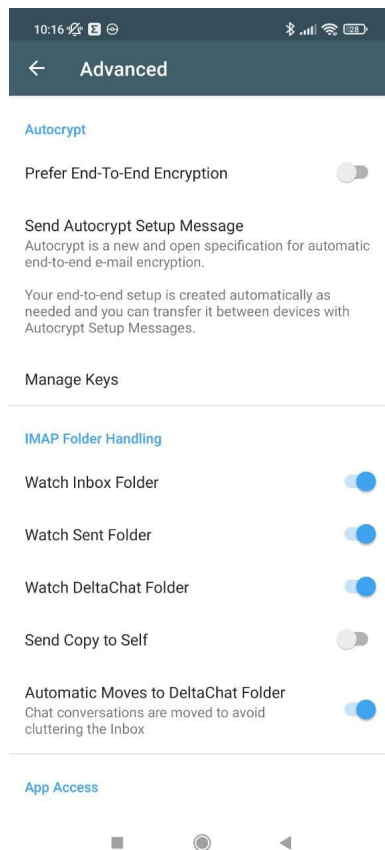 10:16
28
Advanced
Autocrypt
Prefer End-To-End Encryption
Send Autocrypt Setup Message
Autocrypt is a new and open specification for automatic
end-to-end e-mail encryption.
Your end-to-end setup is created automatically as
needed and you can transfer it between devices with
Autocrypt Setup Messages.
Manage Keys
IMAP Folder Handling
Watch Inbox Folder
Watch Sent Folder
Watch DeltaChat Folder
Send Copy to Self
Automatic Moves to DeltaChat Folder
Chat conversations are moved to avoid
cluttering the Inbox
App Access